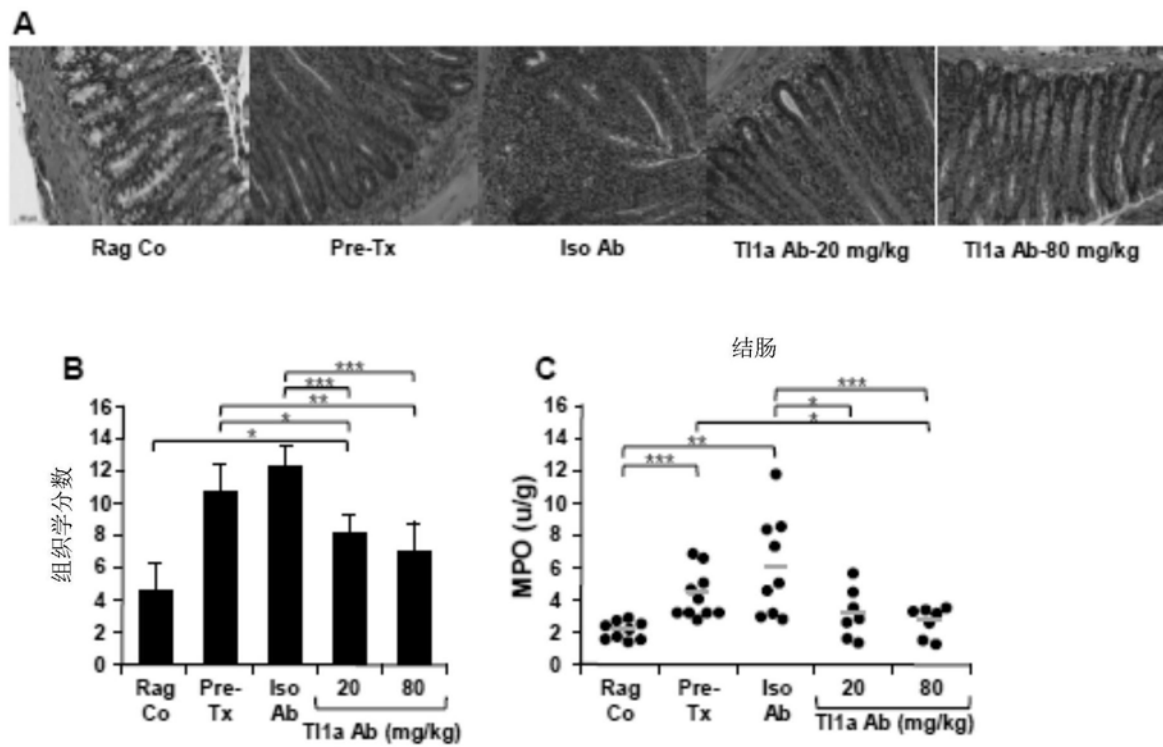 A
Rag Co
Pre-Tx
Iso Ab
Tl1a Ab-20 mg/kg
Tl1a Ab-80 mg/kg
B
组织学分数
16
14
12
10
8
6
4
2
0
***
***
**
*
*
Rag Co
Pre-Tx
Iso Ab
20
80
Tl1a Ab (mg/kg)
结肠
C
MPO (u/g)
16
14
12
10
8
6
4
2
0
***
*
*
**
***
Rag Co
Pre-Tx
Iso Ab
20
80
Tl1a Ab (mg/kg)